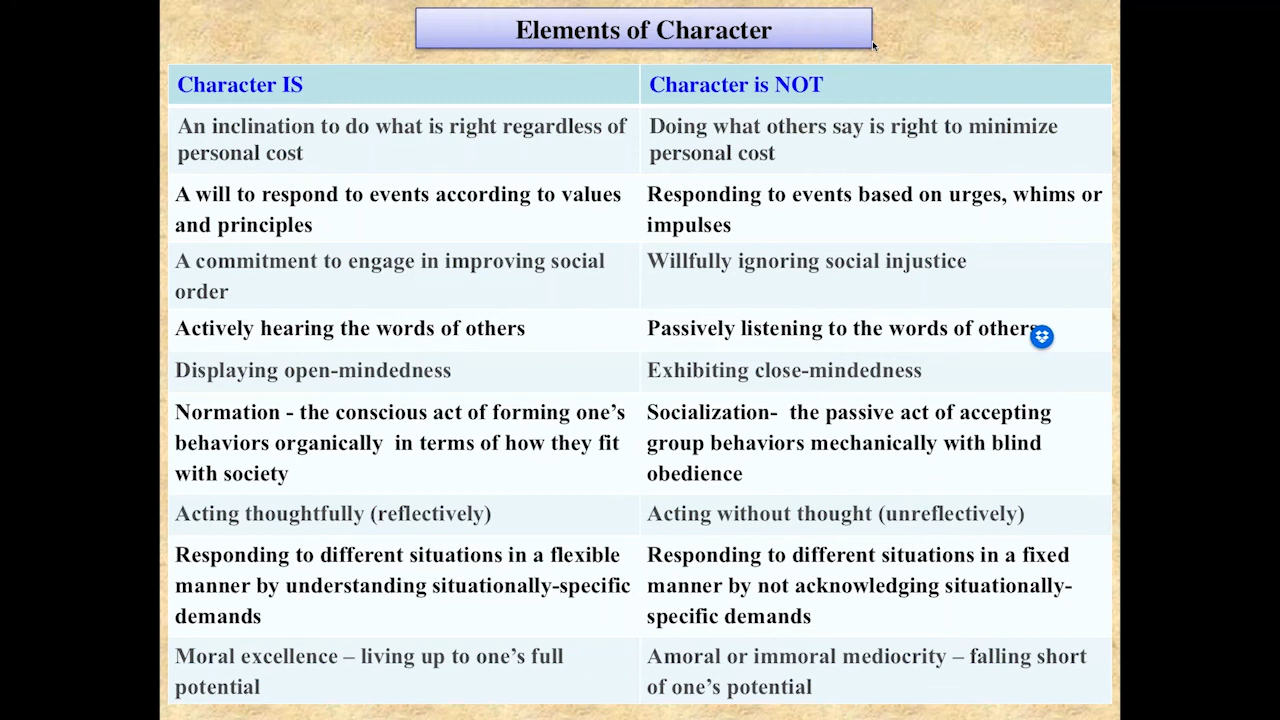 Elements of Character
Character IS
Character is NOT
An inclination to do what is right regardless of
personal cost
Doing what others say is right to minimize
personal cost
A will to respond to events according to values
and principles
Responding to events based on urges, whims or
impulses
A commitment to engage in improving social
order
Willfully ignoring social injustice
Actively hearing the words of others
Passively listening to the words of others
Displaying open-mindedness
Exhibiting close-mindedness
Normation - the conscious act of forming one’s
behaviors organically in terms of how they fit
with society
Socialization- the passive act of accepting
group behaviors mechanically with blind
obedience
Acting thoughtfully (reflectively)
Acting without thought (unreflectively)
Responding to different situations in a flexible
manner by understanding situationally-specific
demands
Responding to different situations in a fixed
manner by not acknowledging situationally-
specific demands
Moral excellence – living up to one’s full
potential
Amoral or immoral mediocrity – falling short
of one’s potential